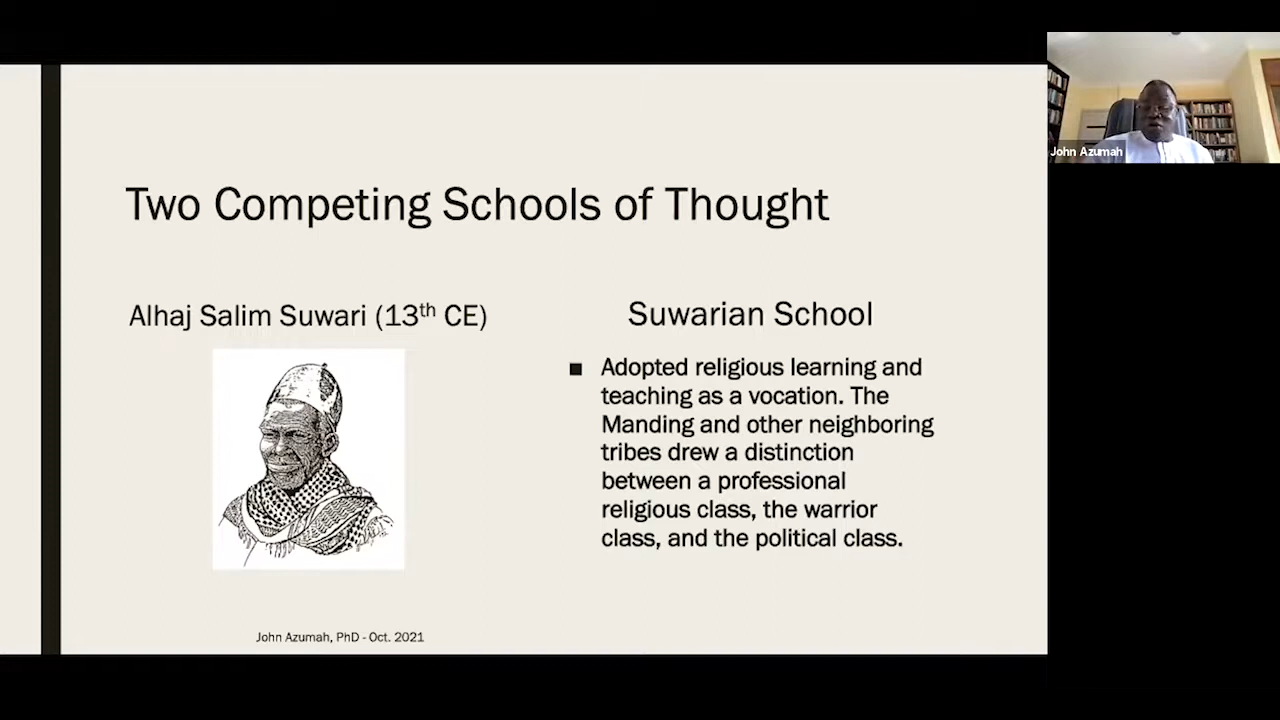 Two Competing Schools of Thought
Alhaj Salim Suwari (13th CE)
Suwarian School
■ Adopted religious learning and
teaching as a vocation. The
Manding and other neighboring
tribes drew a distinction
between a professional
religious class, the warrior
class, and the political class.
John Azumah, PhD - Oct. 2021
John Azumah